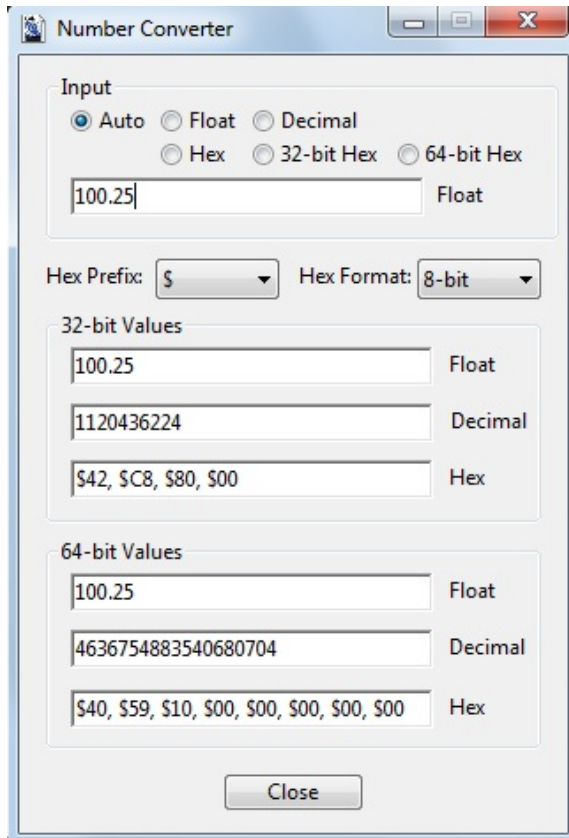 Number Converter
Input
Auto Float Decimal
Hex 32-bit Hex 64-bit Hex
100.25 Float
Hex Prefix: $ Hex Format: 8-bit
32-bit Values
100.25 Float
1120436224 Decimal
$42, $C8, $80, $00 Hex
64-bit Values
100.25 Float
4636754883540680704 Decimal
$40, $59, $10, $00, $00, $00, $00, $00 Hex
Close